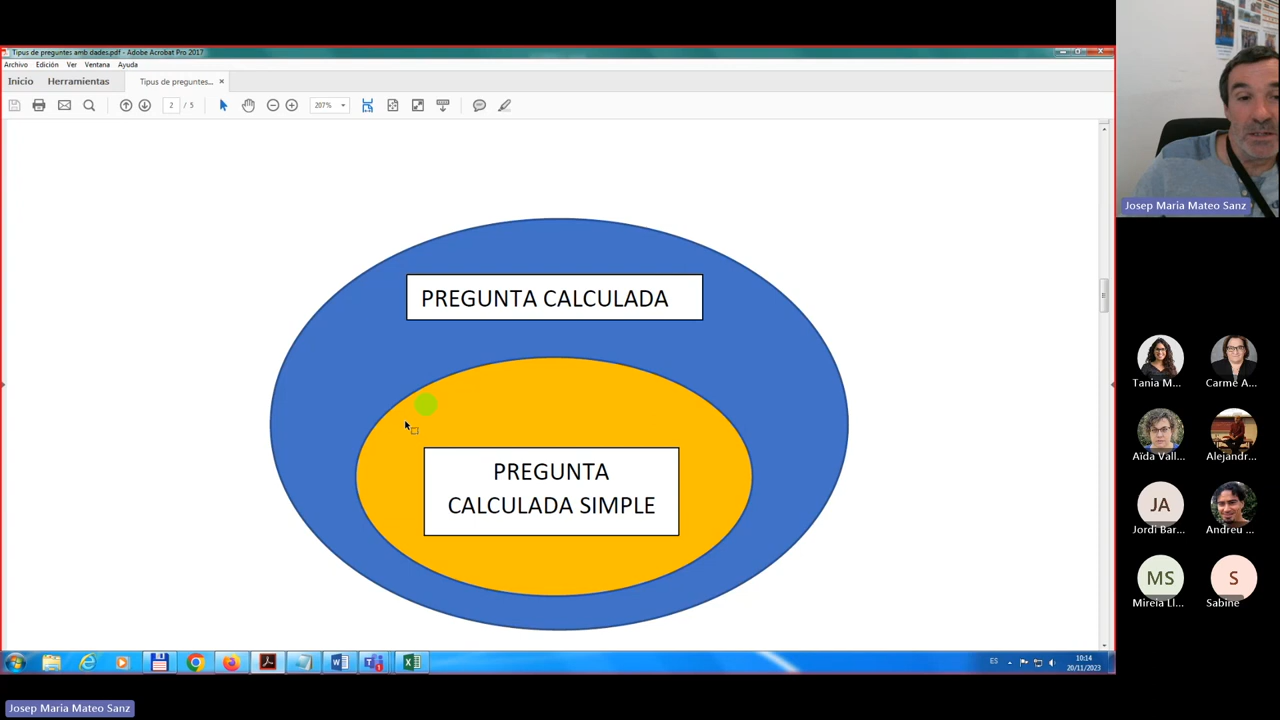 Tipus de preguntes amb dades.pdf - Adobe Acrobat Pro 2017
Archivo Edición Ver Ventana Ayuda
Inicio Herramientas Tipus de preguntes... ×
2 / 5 207%
PREGUNTA CALCULADA
PREGUNTA
CALCULADA SIMPLE
Josep Maria Mateo Sanz
Tania M... Carme A...
Aïda Vall... Alejandr...
JA
Jordi Bar... Andreu ...
MS S
Mireia Ll... Sabine
ES 10:14
20/11/2023
Josep Maria Mateo Sanz